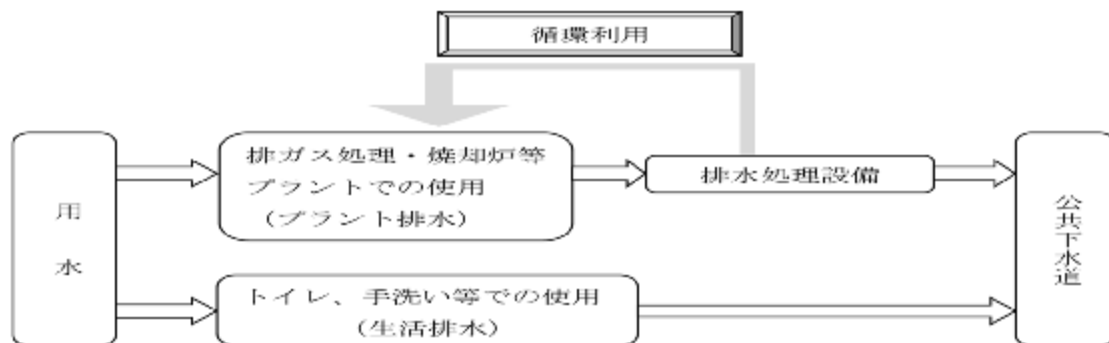 循環利用
用水
排ガス処理・焼却炉等
プラントでの使用
(プラント排水)
排水処理設備
トイレ、手洗い等での使用
(生活排水)
公共下水道